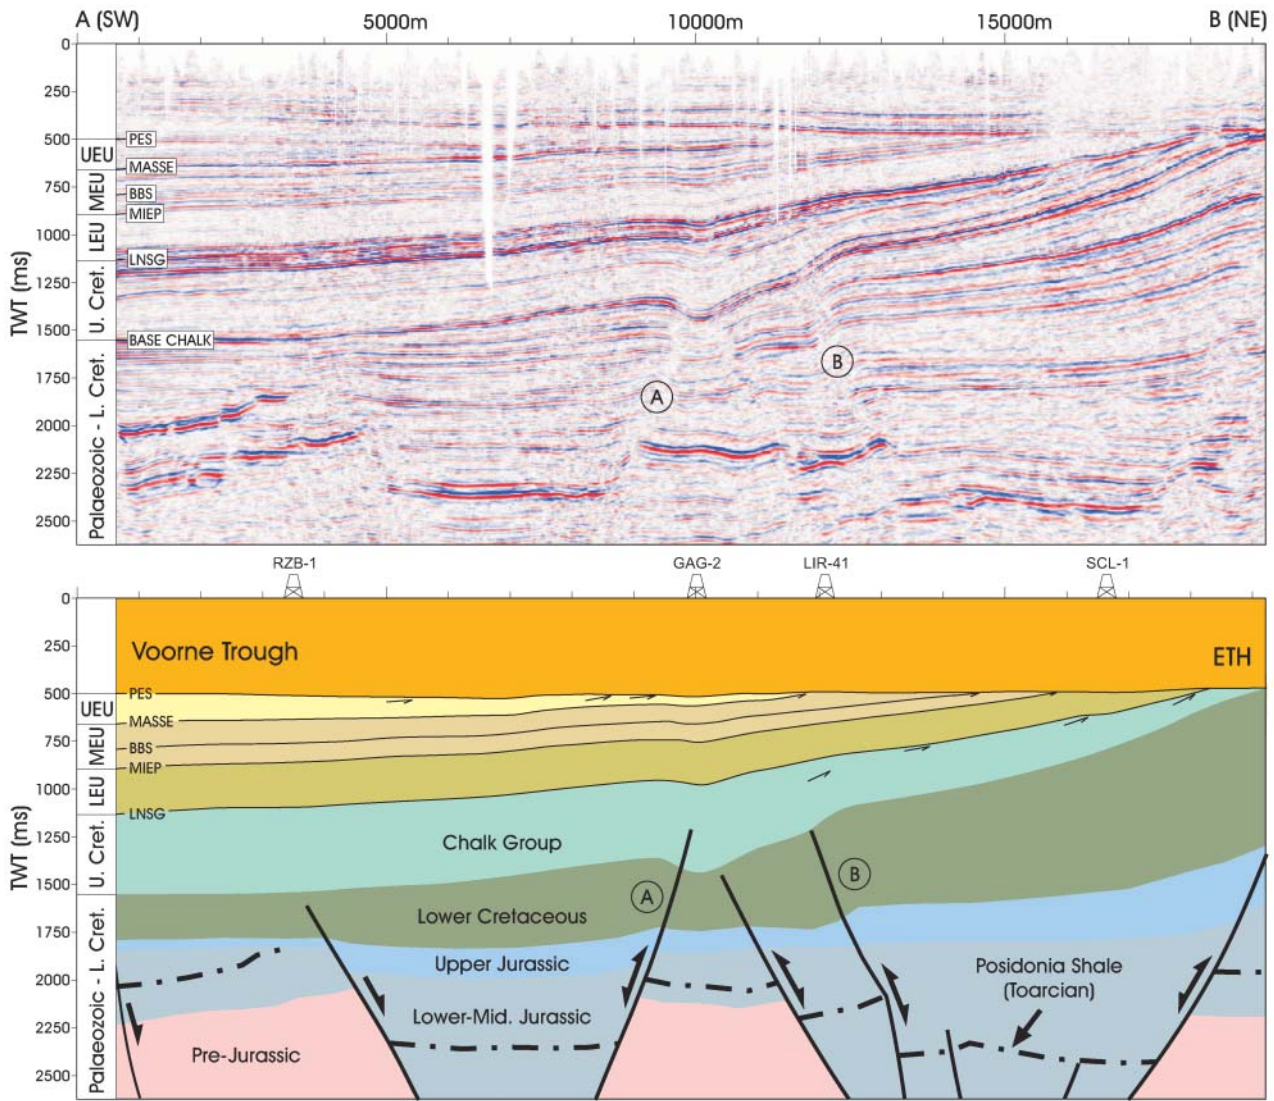 A (SW) 5000m 10000m 15000m B (NE)
0
250
500
750
1000
1250
1500
1750
2000
2250
2500
TWT (ms)
UEU
MEU
LEU
U. Cret.
Palaeozoic - L. Cret.
PES
MASSE
BBS
MIEP
LNSG
BASE CHALK
A
B
RZB-1 GAG-2 LIR-41 SCL-1
0
250
500
750
1000
1250
1500
1750
2000
2250
2500
TWT (ms)
UEU
MEU
LEU
U. Cret.
Palaeozoic - L. Cret.
Voorne Trough
ETH
PES
MASSE
BBS
MIEP
LNSG
Chalk Group
A
B
Lower Cretaceous
Upper Jurassic
Posidonia Shale
(Toarcian)
Lower-Mid. Jurassic
Pre-Jurassic